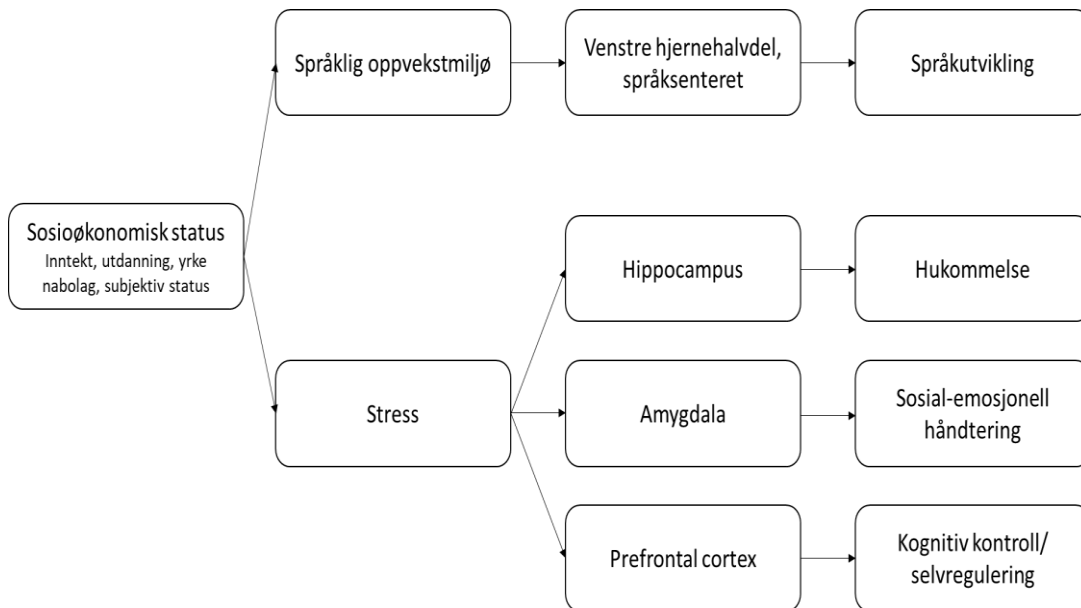 Språklig oppvekstmiljø
Venstre hjernehalvdel,
språksenteret
Språkutvikling
Sosioøkonomisk status
Inntekt, utdanning, yrke
nabolag, subjektiv status
Hippocampus
Hukommelse
Stress
Amygdala
Sosial-emosjonell
håndtering
Prefrontal cortex
Kognitiv kontroll/
selvregulering